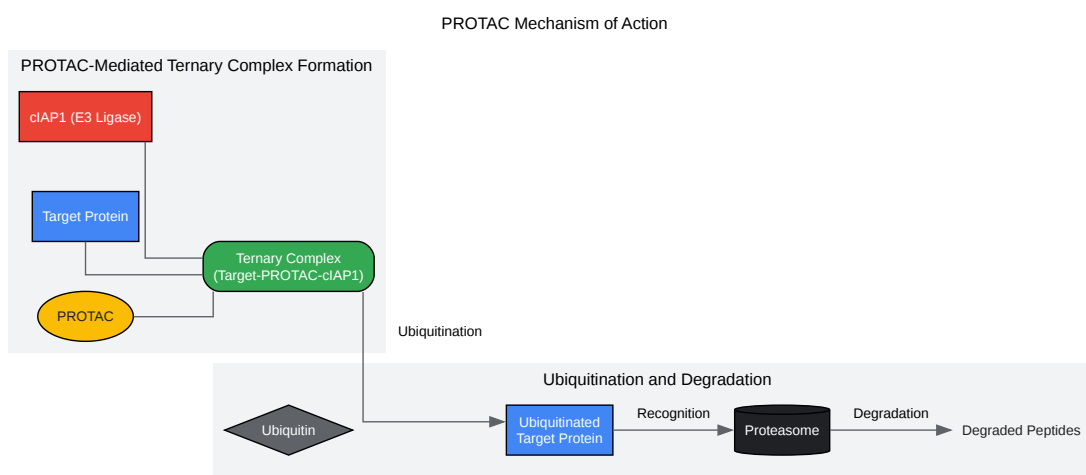 PROTAC Mechanism of Action
PROTAC-Mediated Ternary Complex Formation
cIAP1 (E3 Ligase)
Target Protein
Ternary Complex
(Target-PROTAC-cIAP1)
PROTAC
Ubiquitination
Ubiquitination and Degradation
Ubiquitin
Ubiquitinated
Target Protein
Recognition
Proteasome
Degradation
Degraded Peptides